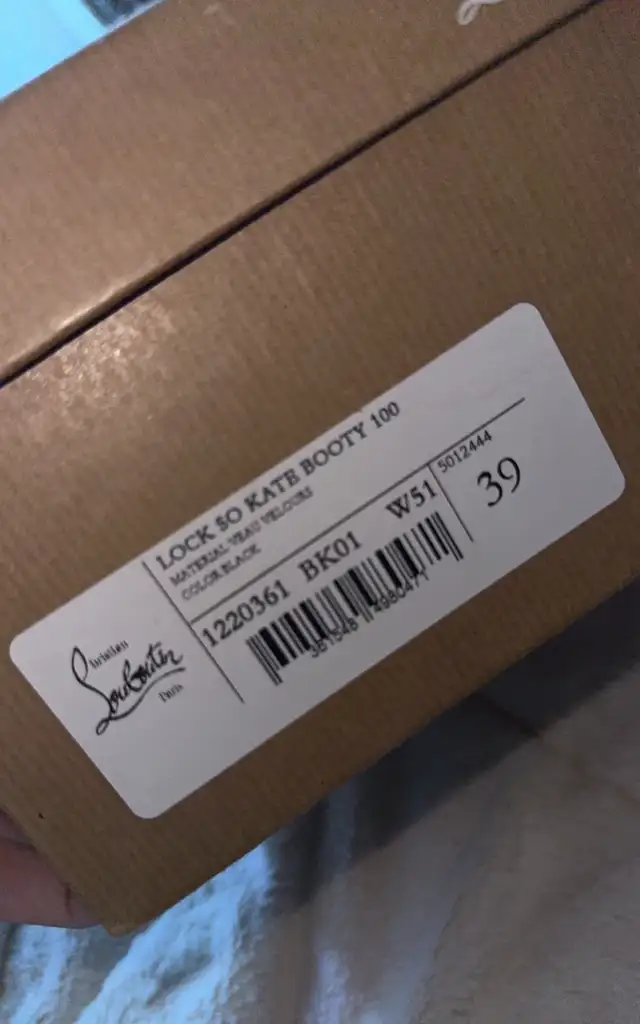 LOCK SO KATE BOOTY 100
MATERIAL VEAU VELOURS
COLOR BLACK
1220361 BK01 W51
5012444
39
Christian
Louboutin
Paris